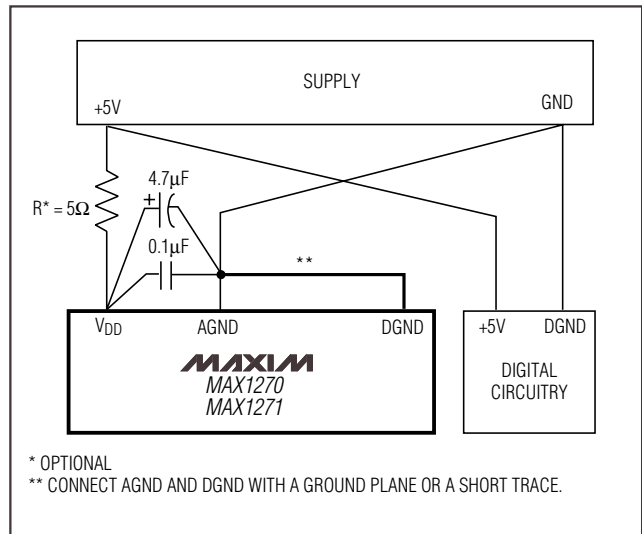 SUPPLY
+5V GND
4.7µF
+
R* = 5Ω
0.1µF
**
VDD AGND DGND
+5V DGND
MAXIM
MAX1270
MAX1271
DIGITAL
CIRCUITRY
* OPTIONAL
** CONNECT AGND AND DGND WITH A GROUND PLANE OR A SHORT TRACE.